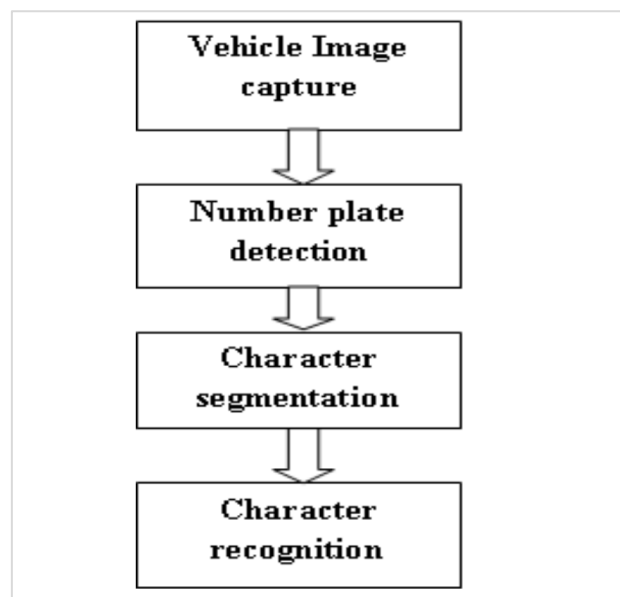 Vehicle Image
capture
Number plate
detection
Character
segmentation
Character
recognition